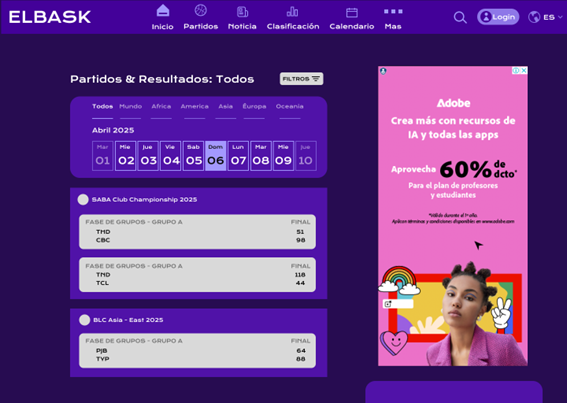 ELBASK
Inicio Partidos Noticia Clasificación Calendario Mas
Login
ES
Partidos & Resultados: Todos
FILTROS
Todos Mundo Africa America Asia Éuropa Oceania
Abril 2025
Mar Mie Jue Vie Sab Dom Lun Mar Mie Jue
01 02 03 04 05 06 07 08 09 10
SABA Club Championship 2025
FASE DE GRUPOS - GRUPO A FINAL
THD 51
CBC 98
FASE DE GRUPOS - GRUPO A FINAL
TND 118
TCL 44
BLC Asia - East 2025
FASE DE GRUPOS - GRUPO A FINAL
PJB 64
TYP 88
Adobe
Crea más con recursos de
IA y todas las apps
Aprovecha 60% de dcto*
Para el plan de profesores
y estudiantes
*Válido durante el 1º año.
Aplican términos y condiciones disponibles en www.adobe.com